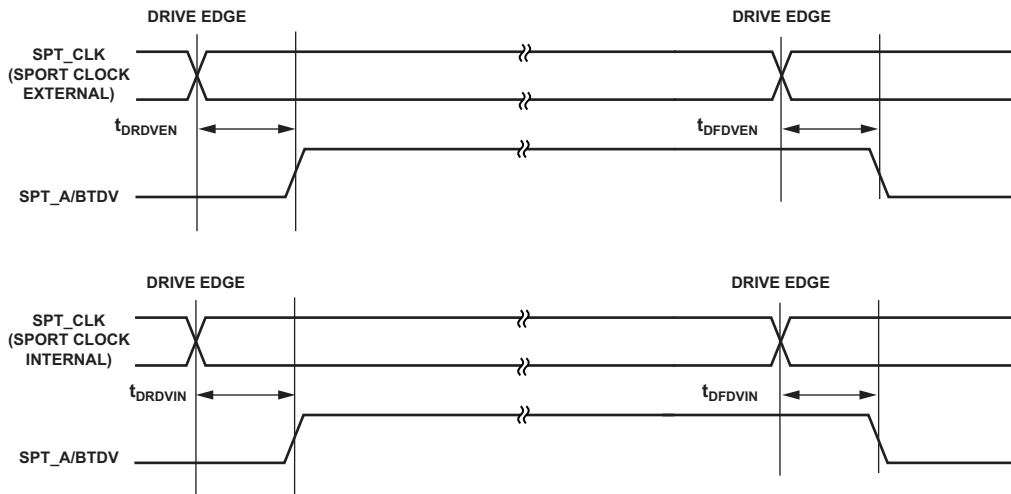 DRIVE EDGE
DRIVE EDGE
SPT_CLK
(SPORT CLOCK
EXTERNAL)
tDRDVEN
tDFDVEN
SPT_A/BTDV
DRIVE EDGE
DRIVE EDGE
SPT_CLK
(SPORT CLOCK
INTERNAL)
tDRDVIN
tDFDVIN
SPT_A/BTDV